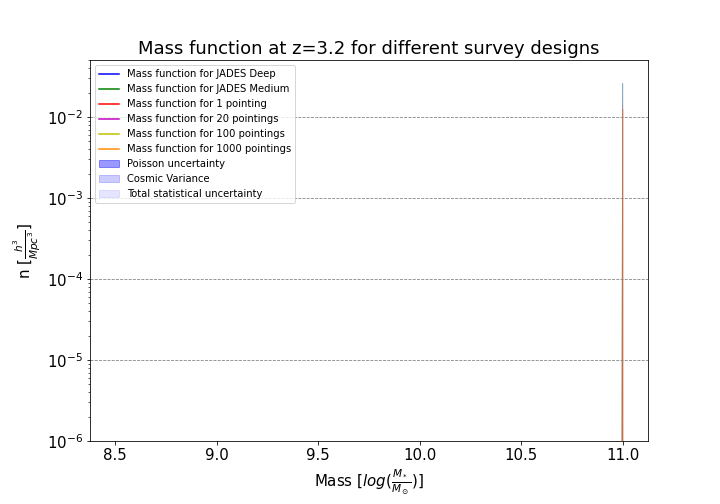 Mass function at z=3.2 for different survey designs
Mass function for JADES Deep
Mass function for JADES Medium
Mass function for 1 pointing
Mass function for 20 pointings
Mass function for 100 pointings
Mass function for 1000 pointings
Poisson uncertainty
Cosmic Variance
Total statistical uncertainty
n [h³/Mpc³]
10⁻²
10⁻³
10⁻⁴
10⁻⁵
10⁻⁶
8.5 9.0 9.5 10.0 10.5 11.0
Mass [log(M*/M⊙)]